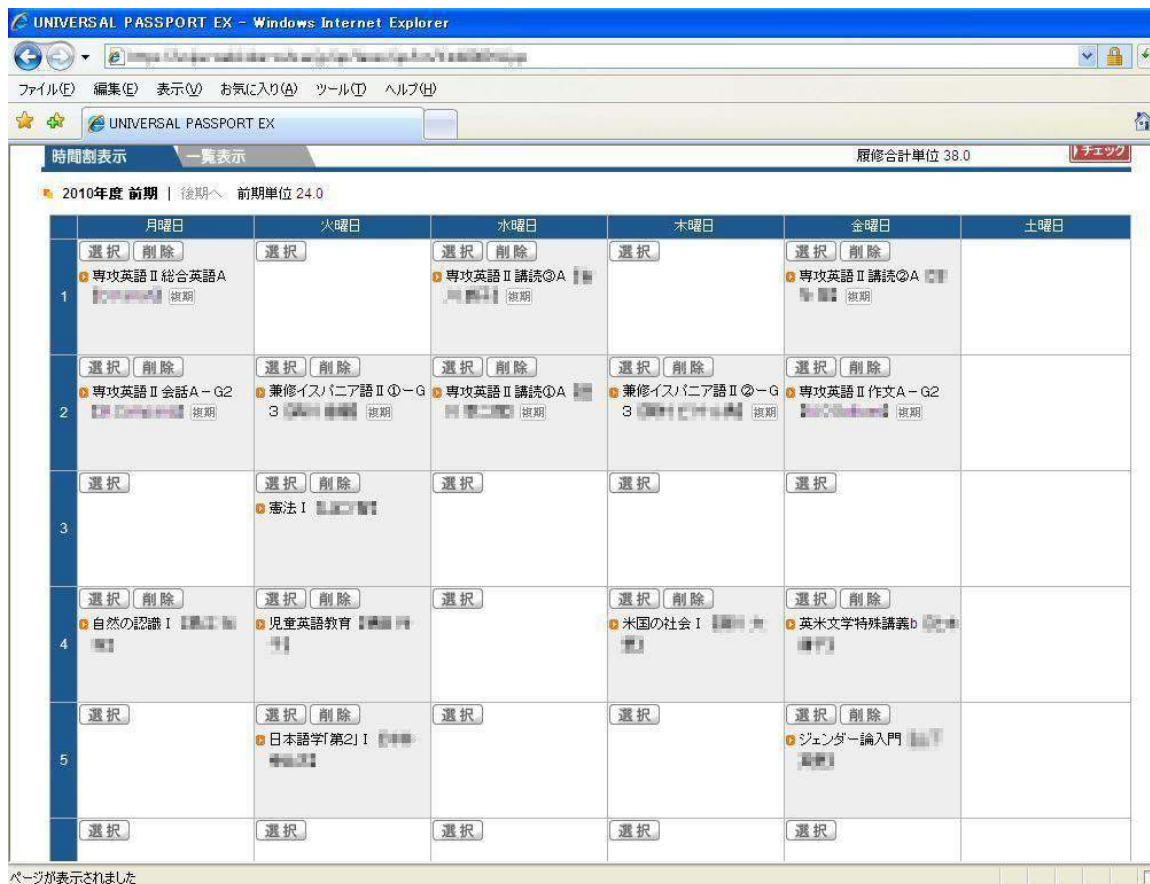 UNIVERSAL PASSPORT EX - Windows Internet Explorer
ファイル(F) 編集(E) 表示(V) お気に入り(A) ツール(T) ヘルプ(H)
UNIVERSAL PASSPORT EX
時間割表示 一覧表示 履修合計単位 38.0 チェック
2010年度 前期 | 後期へ 前期単位 24.0
月曜日 火曜日 水曜日 木曜日 金曜日 土曜日
選択 削除 選択 選択 削除 選択 選択 削除
専攻英語Ⅱ総合英語A 専攻英語Ⅱ講読③A 専攻英語Ⅱ講読②A
1 複期 複期 複期
選択 削除 選択 削除 選択 削除 選択 削除 選択 削除
専攻英語Ⅱ会話A-G2 兼修イスパニア語Ⅱ①-G 専攻英語Ⅱ講読①A 兼修イスパニア語Ⅱ②-G 専攻英語Ⅱ作文A-G2
2 複期 3 複期 複期 3 複期 複期
選択 選択 削除 選択 選択 選択
憲法Ⅰ
3
選択 削除 選択 削除 選択 選択 削除 選択 削除
自然の認識Ⅰ 児童英語教育 米国の社会Ⅰ 英米文学特殊講義b
4
選択 選択 削除 選択 選択 選択 削除
日本語学「第2」Ⅰ ジェンダー論入門
5
選択 選択 選択 選択 選択
ページが表示されました